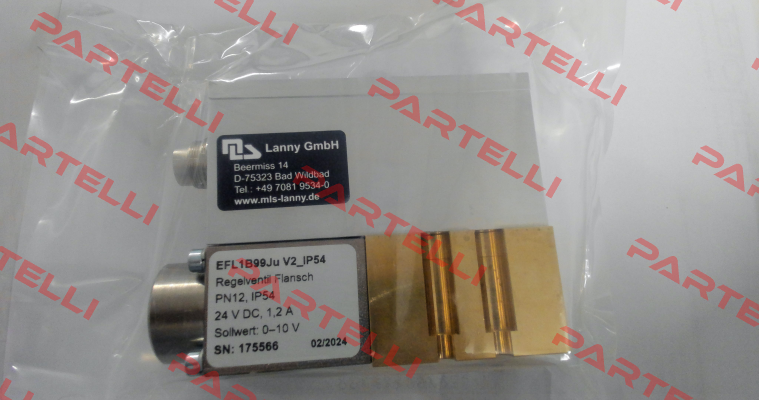 mls Lanny GmbH
Beermiss 14
D-75323 Bad Wildbad
Tel.: +49 7081 9534-0
www.mls-lanny.de
EFL1B99Ju V2_IP54
Regelventil Flansch
PN12, IP54
24 V DC, 1,2 A
Sollwert: 0–10 V
SN: 175566 02/2024
PARTELLI
PARTELLI
PARTELLI
PARTELLI
PARTELLI
PARTELLI
PARTELLI
PARTELLI